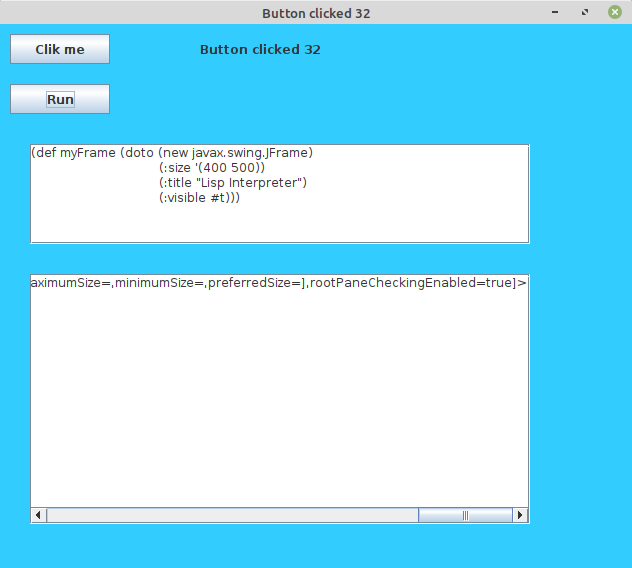 Button clicked 32
Clik me
Button clicked 32
Run
(def myFrame (doto (new javax.swing.JFrame)
(:size '(400 500))
(:title "Lisp Interpreter")
(:visible #t)))
aximumSize=,minimumSize=,preferredSize=],rootPaneCheckingEnabled=true]>